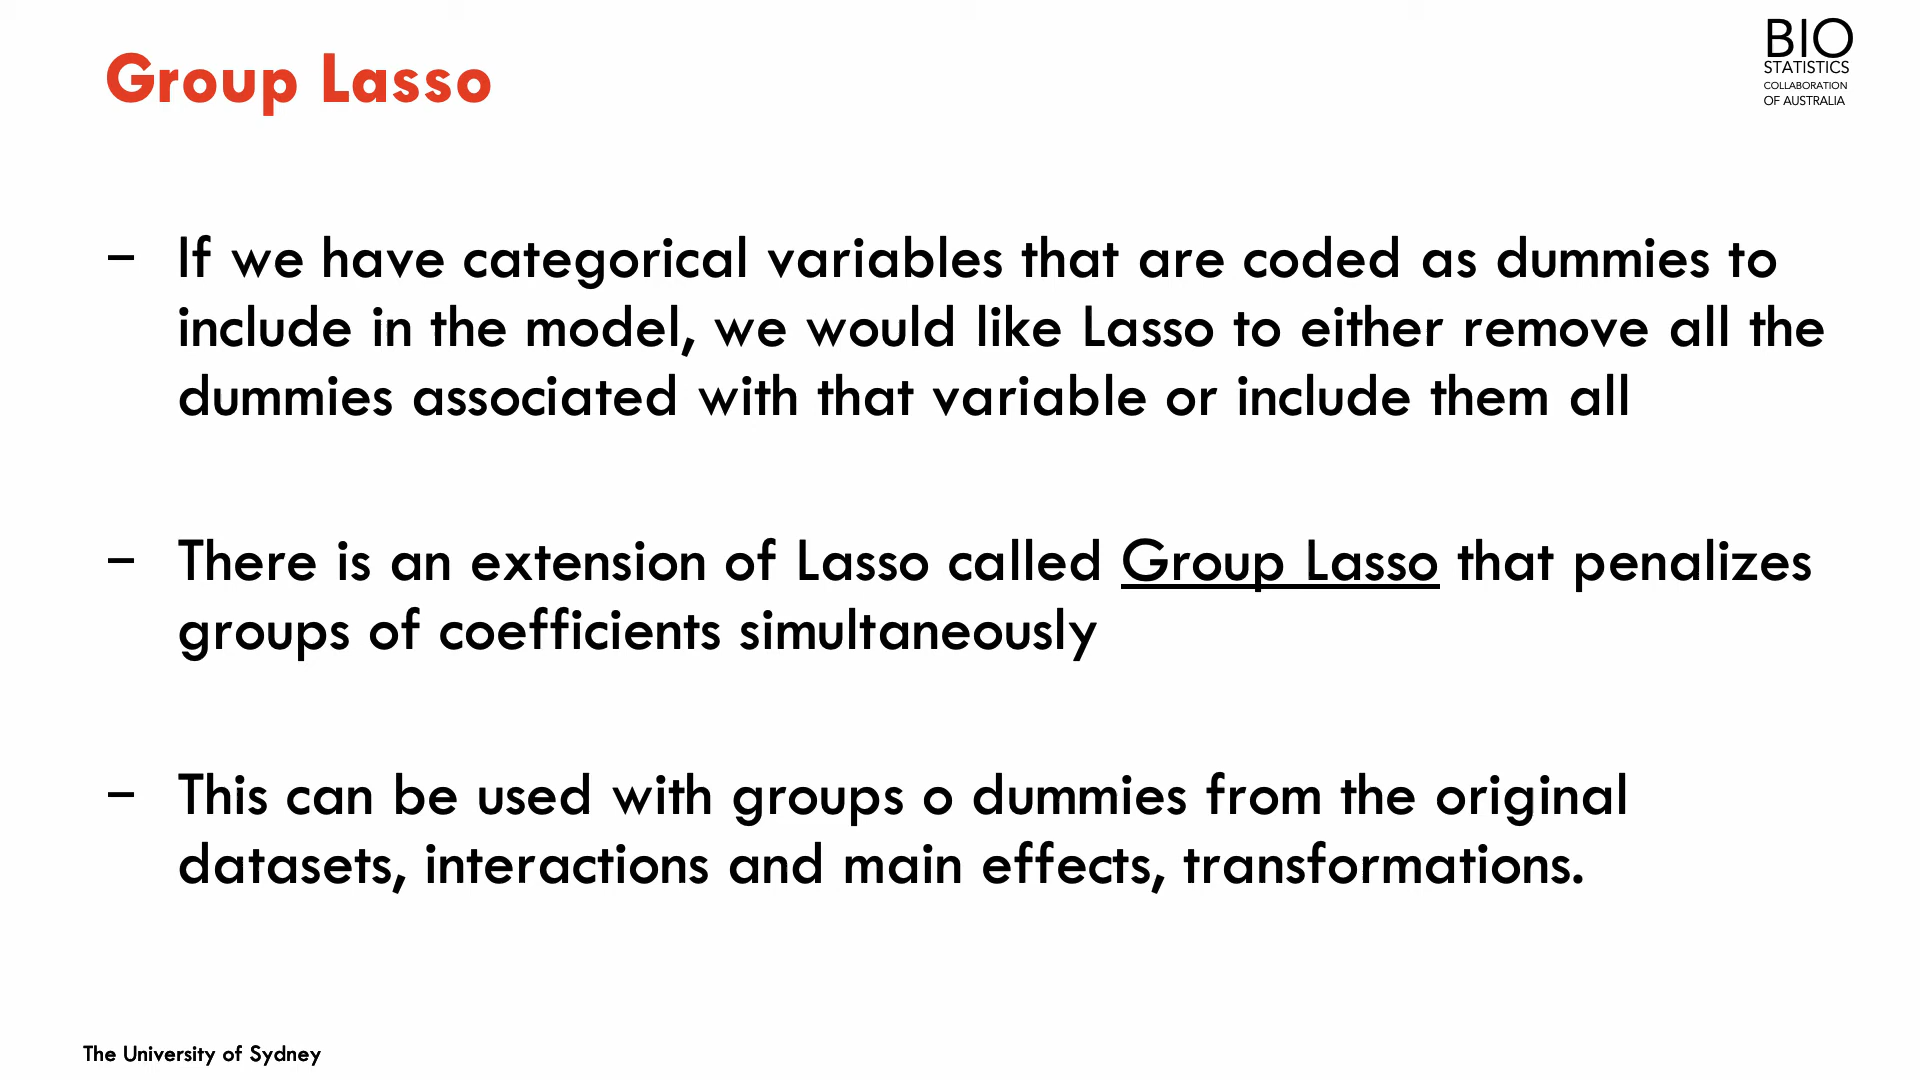 Group Lasso
BIO
STATISTICS
COLLABORATION
OF AUSTRALIA
– If we have categorical variables that are coded as dummies to
include in the model, we would like Lasso to either remove all the
dummies associated with that variable or include them all
– There is an extension of Lasso called Group Lasso that penalizes
groups of coefficients simultaneously
– This can be used with groups o dummies from the original
datasets, interactions and main effects, transformations.
The University of Sydney